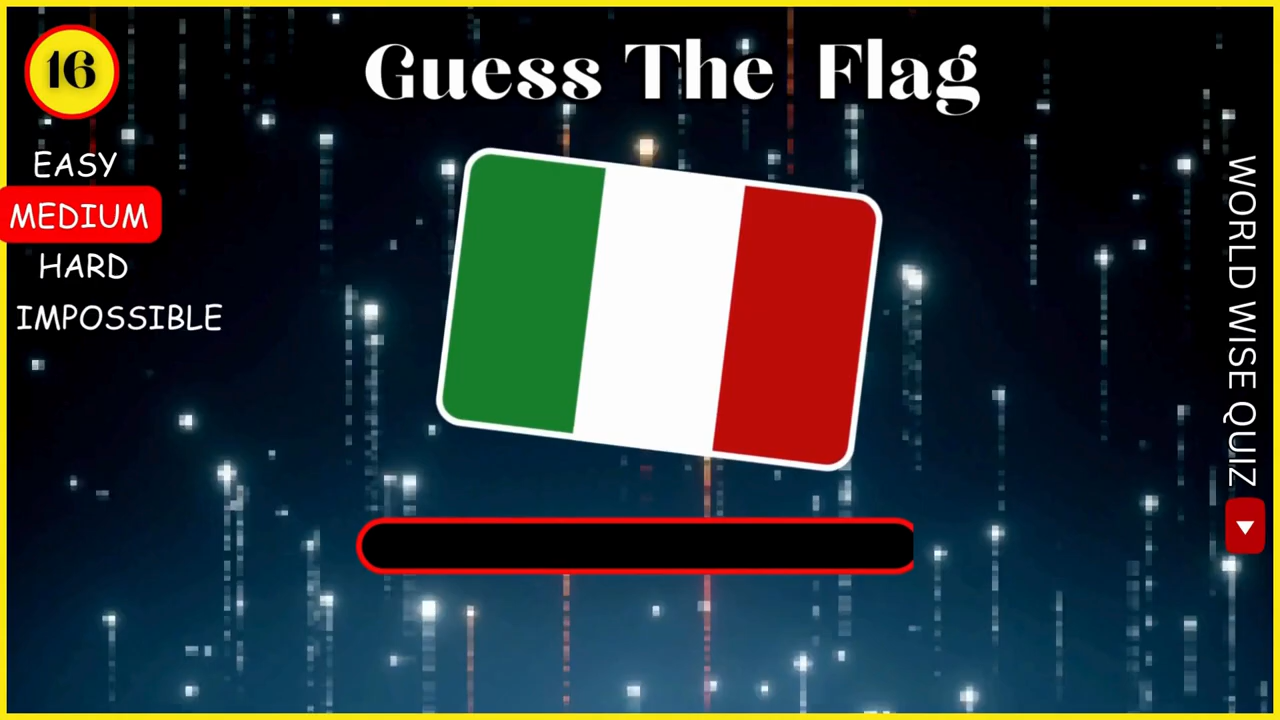 16
Guess The Flag
EASY
MEDIUM
HARD
IMPOSSIBLE
WORLD WISE QUIZ